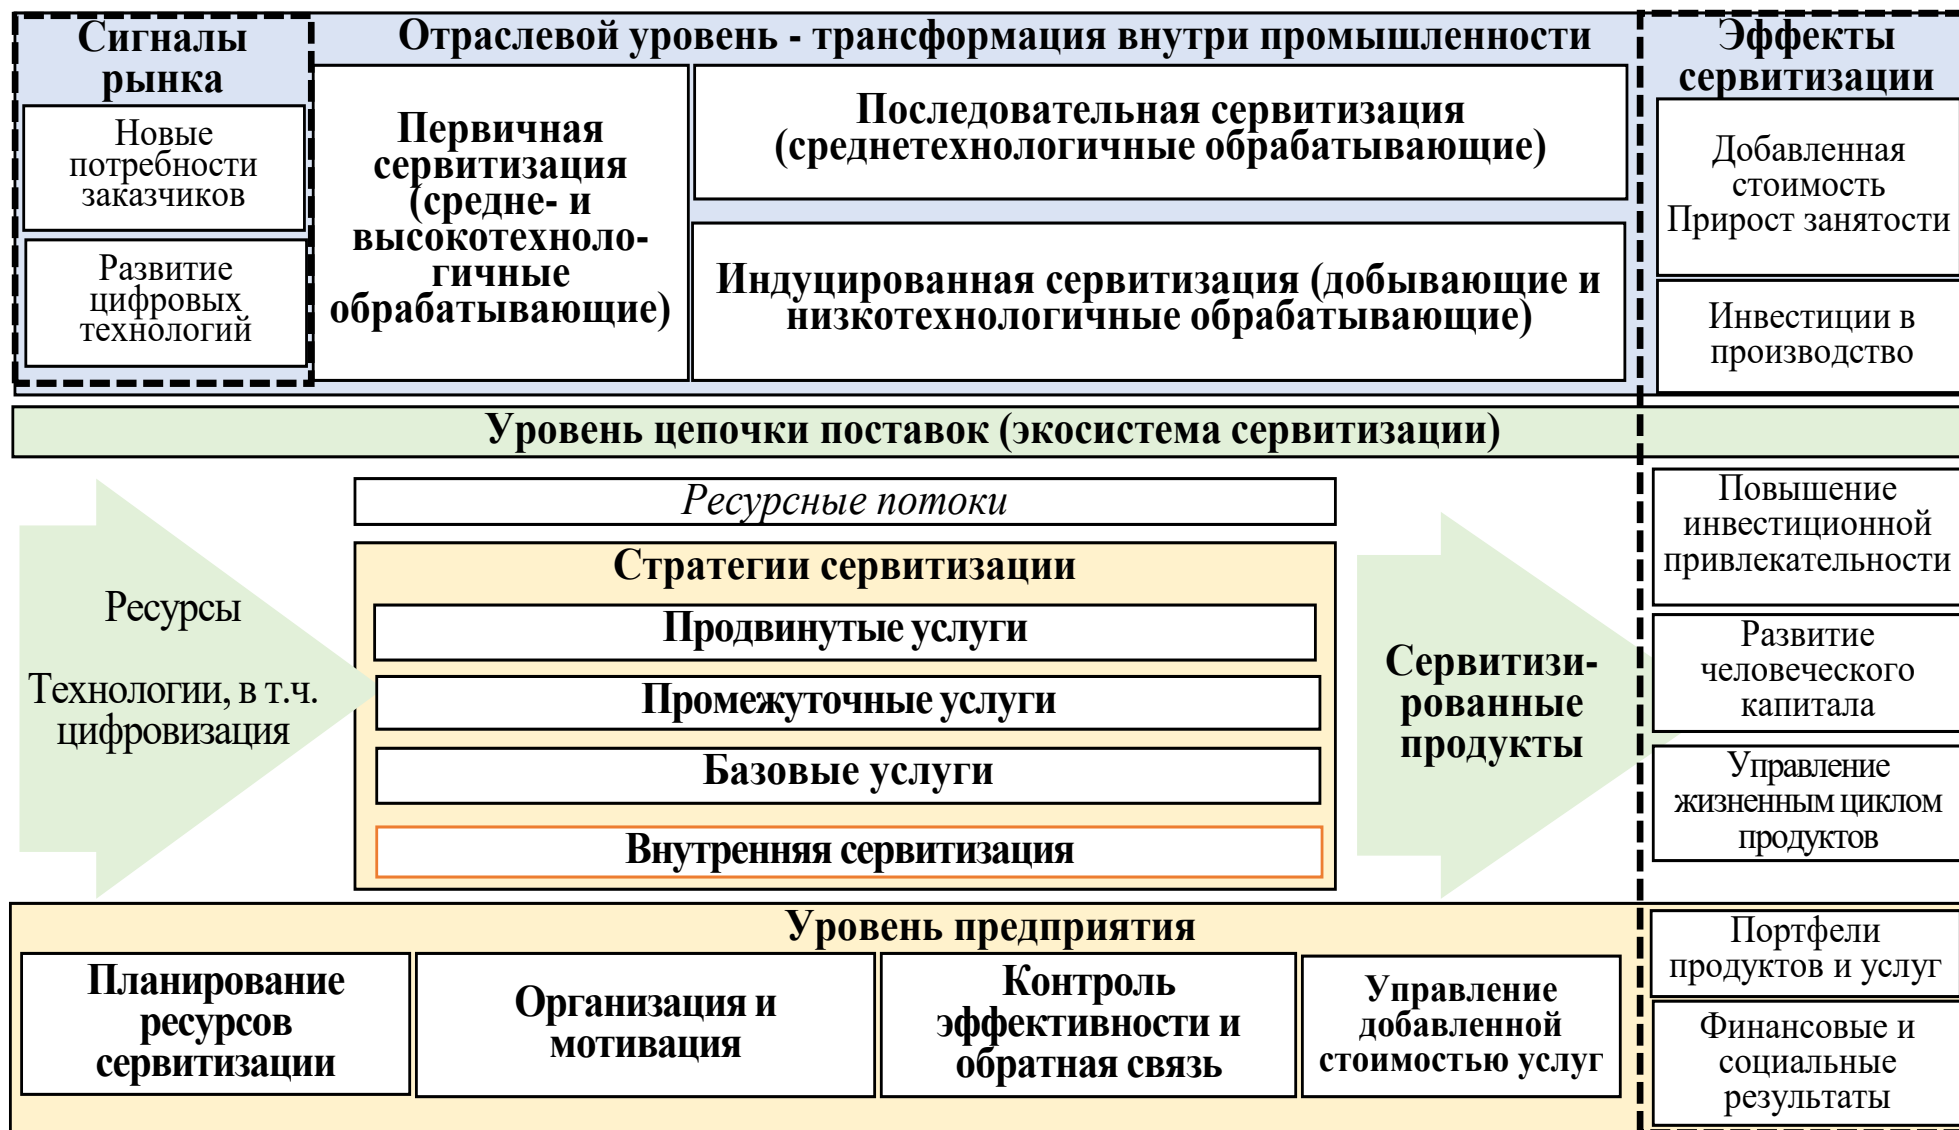 Сигналы
рынка
Новые
потребности
заказчиков
Развитие
цифровых
технологий
Отраслевой уровень - трансформация внутри промышленности
Первичная
сервитизация
(средне- и
высокотехноло-
гичные
обрабатывающие)
Последовательная сервитизация
(среднетехнологичные обрабатывающие)
Индуцированная сервитизация (добывающие и
низкотехнологичные обрабатывающие)
Эффекты
сервитизации
Добавленная
стоимость
Прирост занятости
Инвестиции в
производство
Уровень цепочки поставок (экосистема сервитизации)
Ресурсы
Технологии, в т.ч.
цифровизация
Ресурсные потоки
Стратегии сервитизации
Продвинутые услуги
Промежуточные услуги
Базовые услуги
Внутренняя сервитизация
Сервитизи-
рованные
продукты
Повышение
инвестиционной
привлекательности
Развитие
человеческого
капитала
Управление
жизненным циклом
продуктов
Уровень предприятия
Планирование
ресурсов
сервитизации
Организация и
мотивация
Контроль
эффективности и
обратная связь
Управление
добавленной
стоимостью услуг
Портфели
продуктов и услуг
Финансовые и
социальные
результаты